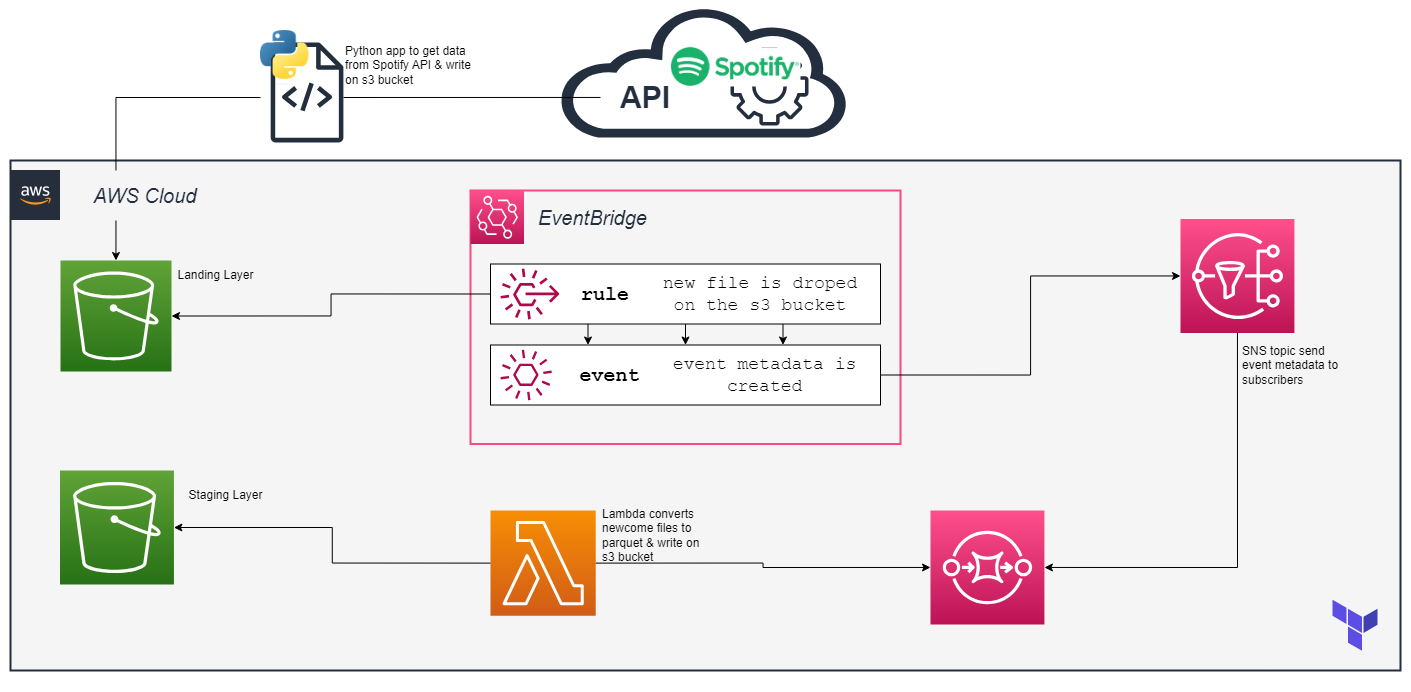 Python app to get data
from Spotify API & write
on s3 bucket
</>
API
Spotify
aws
AWS Cloud
EventBridge
Landing Layer
rule
new file is droped
on the s3 bucket
event
event metadata is
created
SNS topic send
event metadata to
subscribers
Staging Layer
Lambda converts
newcome files to
parquet & write on
s3 bucket